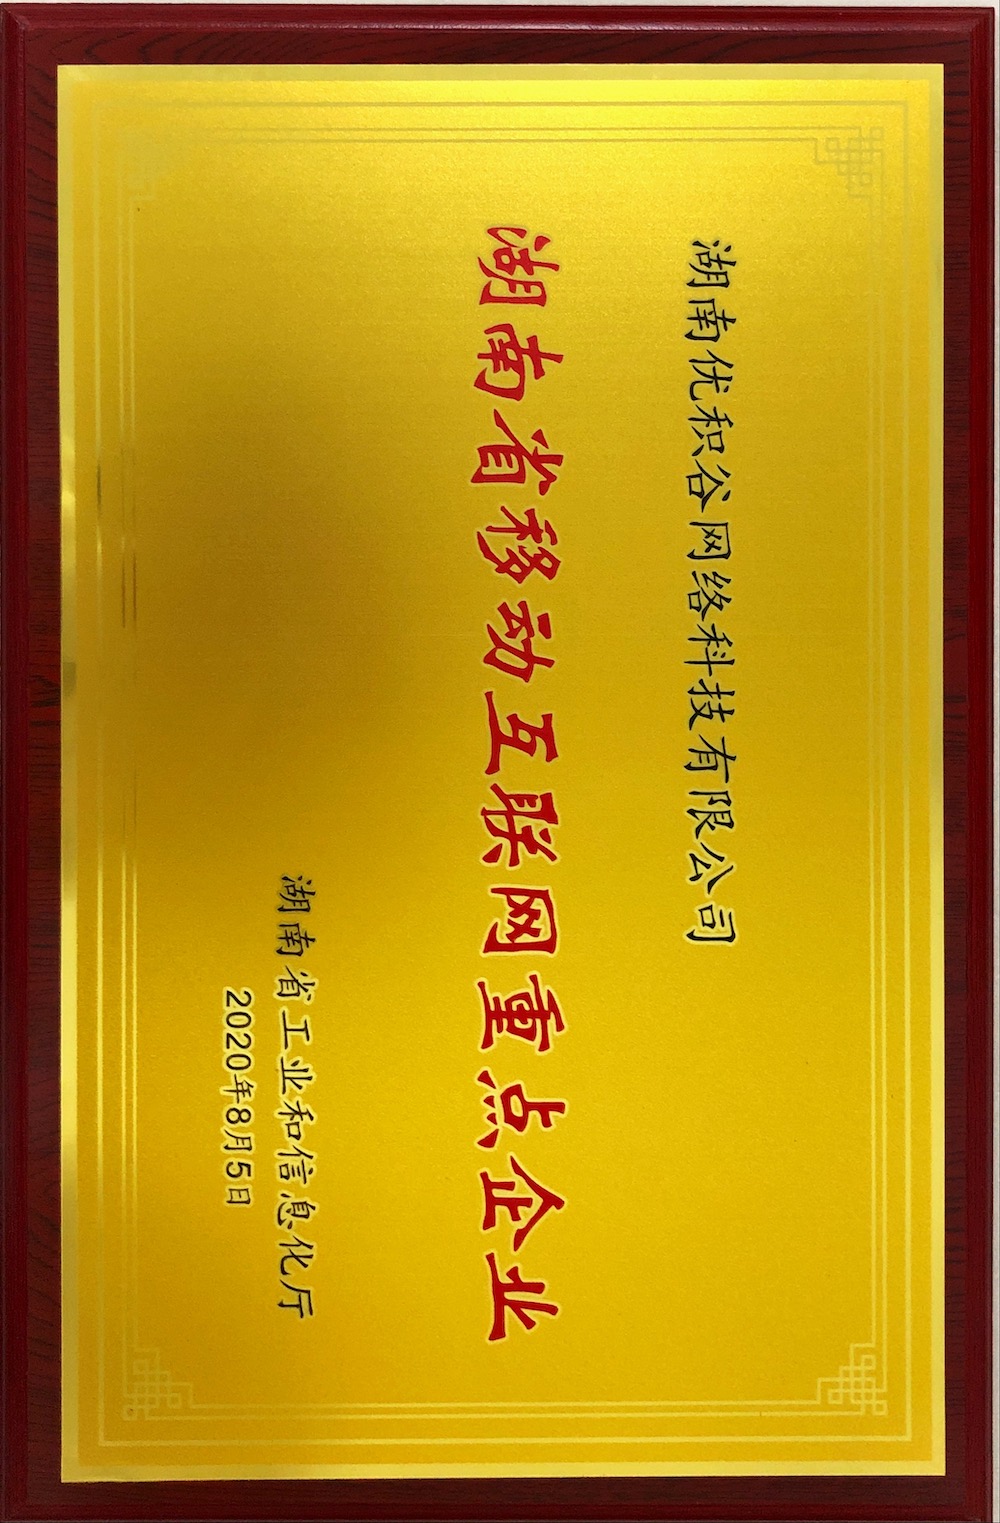 湖南优积谷网络科技有限公司
湖南省移动互联网重点企业
湖南省工业和信息化厅
2020年8月5日